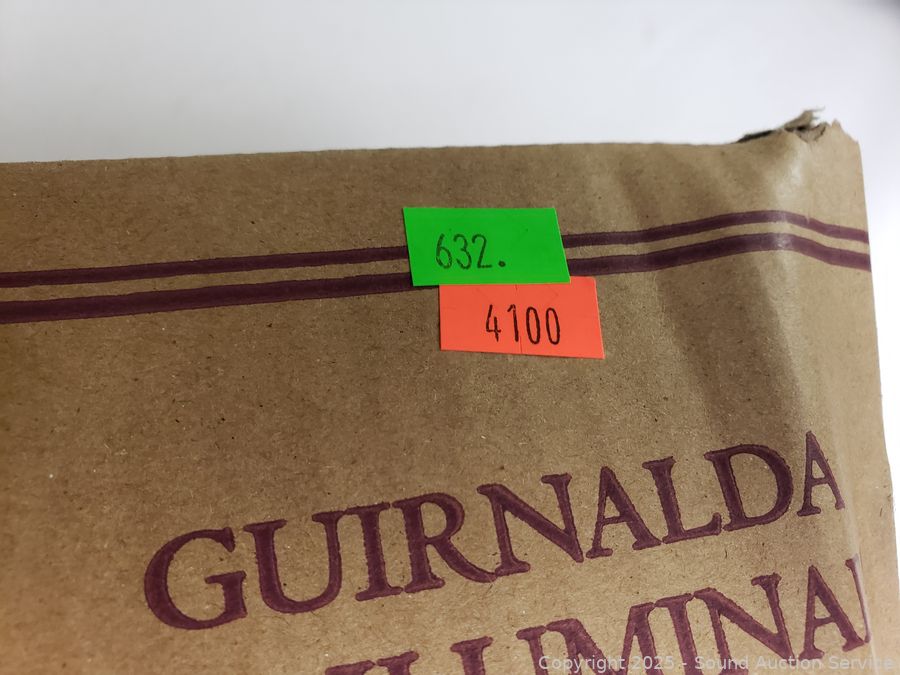 632.
4100
GUIRNALDA
Copyright 2025 - Sound Auction Service